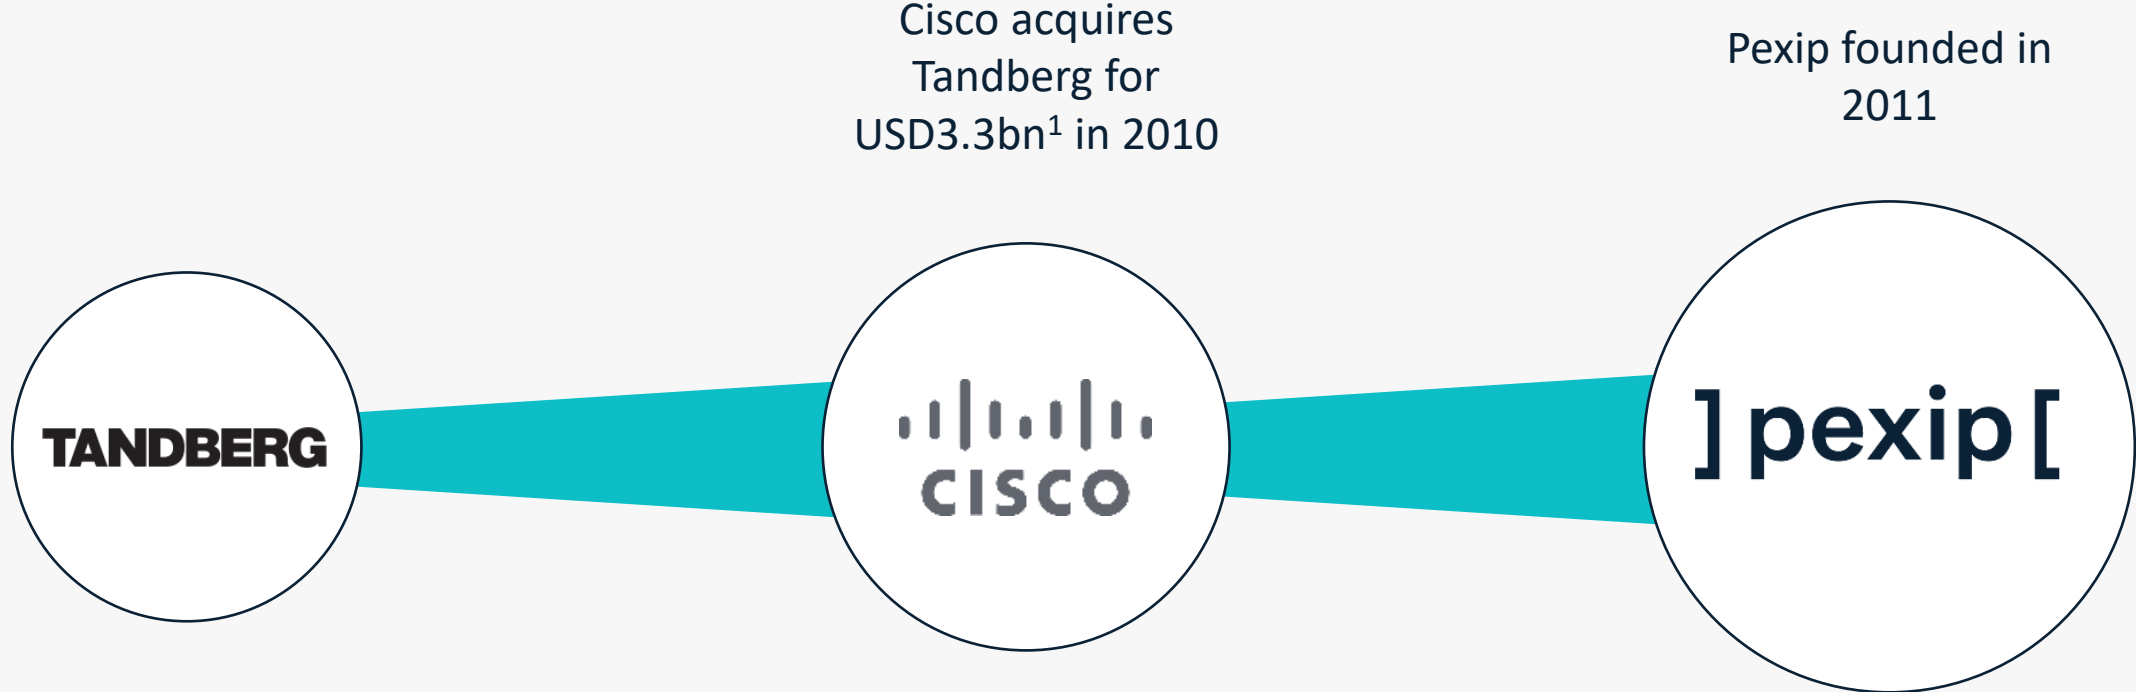 Cisco acquires
Tandberg for
USD3.3bn¹ in 2010
Pexip founded in
2011
TANDBERG
CISCO
]pexip[